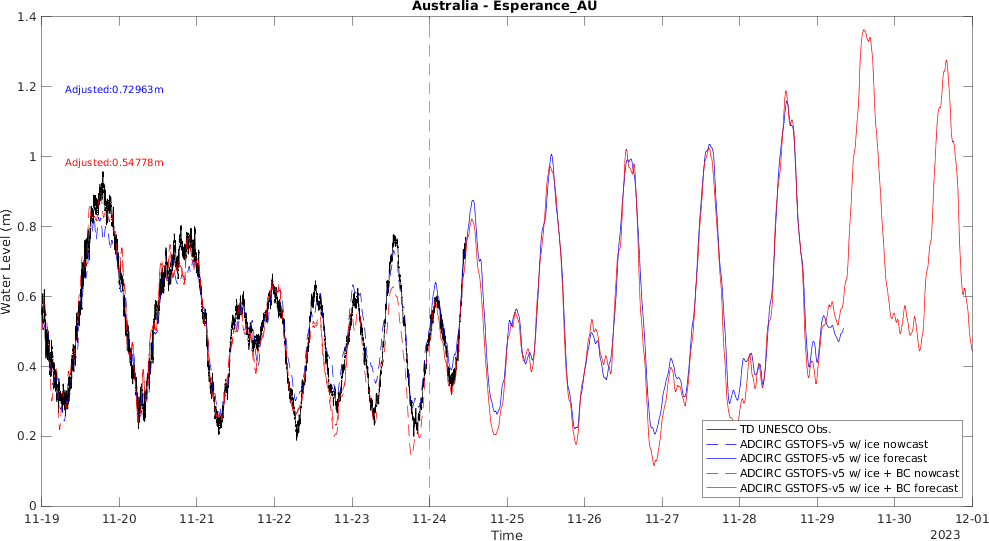 Australia - Esperance_AU
1.4
1.2
1
0.8
0.6
0.4
0.2
0
Water Level (m)
Adjusted:0.72963m
Adjusted:0.54778m
TD UNESCO Obs.
ADCIRC GSTOFS-v5 w/ ice nowcast
ADCIRC GSTOFS-v5 w/ ice forecast
ADCIRC GSTOFS-v5 w/ ice + BC nowcast
ADCIRC GSTOFS-v5 w/ ice + BC forecast
11-19 11-20 11-21 11-22 11-23 11-24 11-25 11-26 11-27 11-28 11-29 11-30 12-01
Time
2023